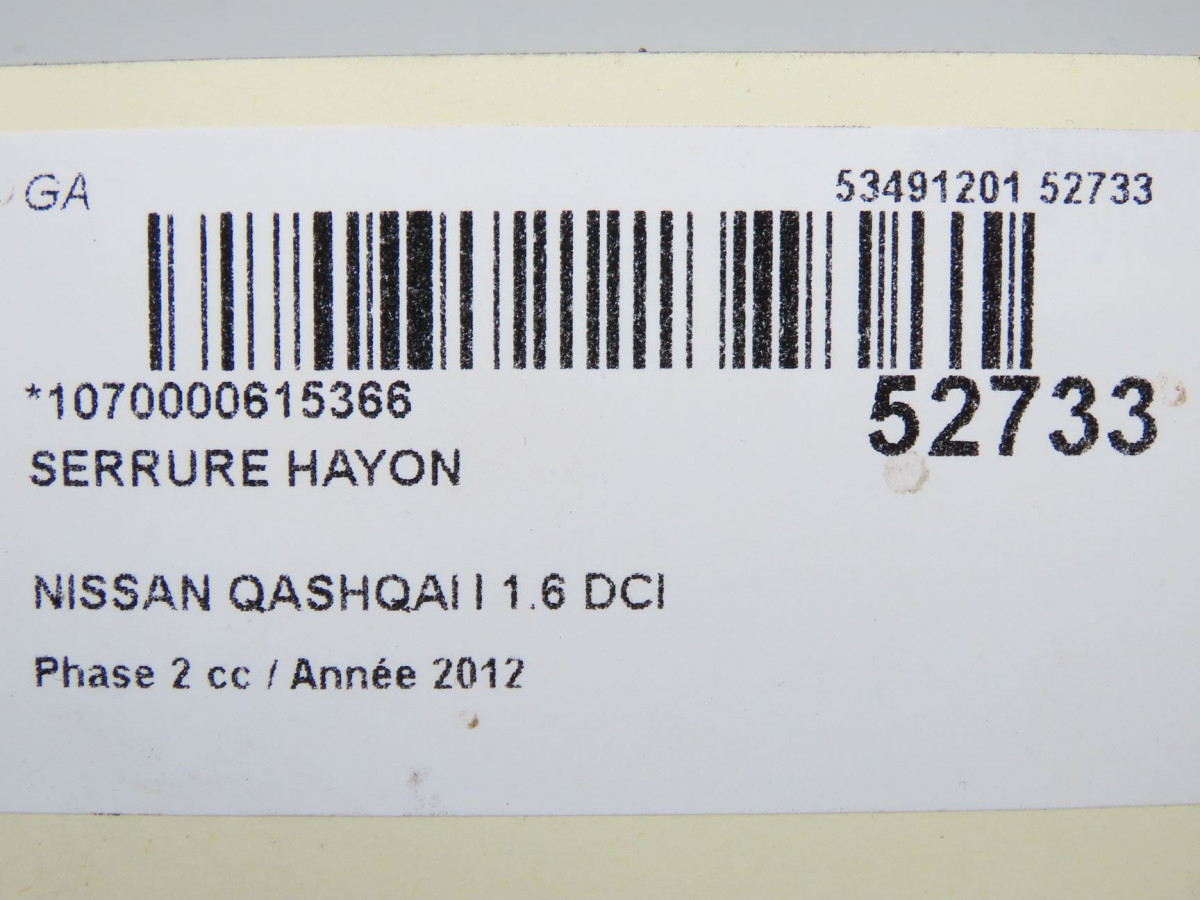 GA
53491201 52733
*1070000615366
52733
SERRURE HAYON
NISSAN QASHQAI I 1.6 DCI
Phase 2 cc / Année 2012